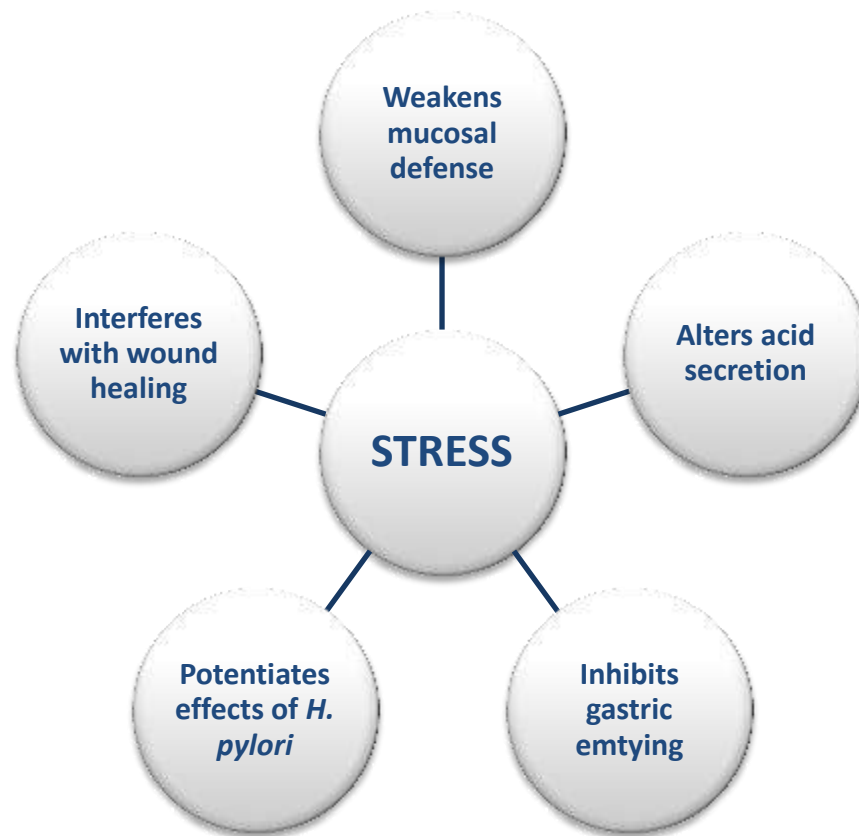 Weakens
mucosal
defense
Interferes
with wound
healing
Alters acid
secretion
STRESS
Potentiates
effects of H.
pylori
Inhibits
gastric
emtying